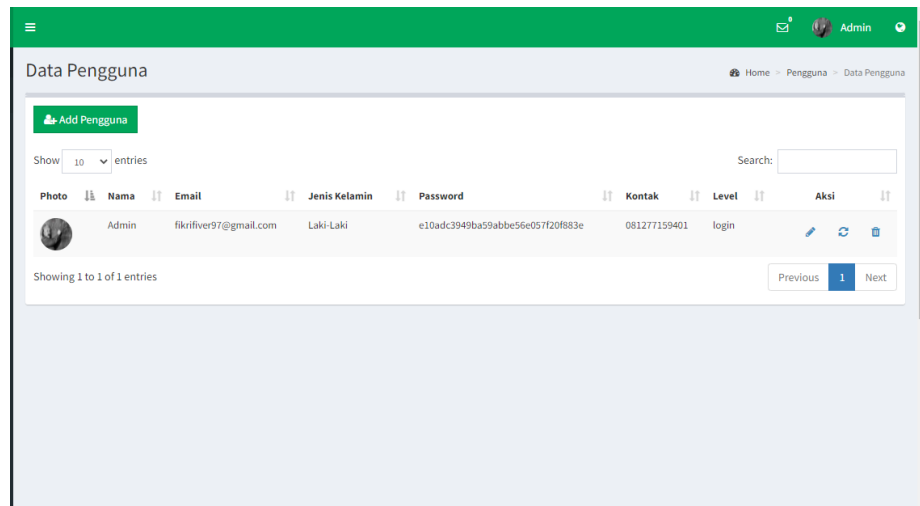 0
Admin
Data Pengguna
Home > Pengguna > Data Pengguna
Add Pengguna
Show 10 entries Search:
Photo Nama Email Jenis Kelamin Password Kontak Level Aksi
Admin fikrifiver97@gmail.com Laki-Laki e10adc3949ba59abbe56e057f20f883e 081277159401 login
Showing 1 to 1 of 1 entries
Previous 1 Next